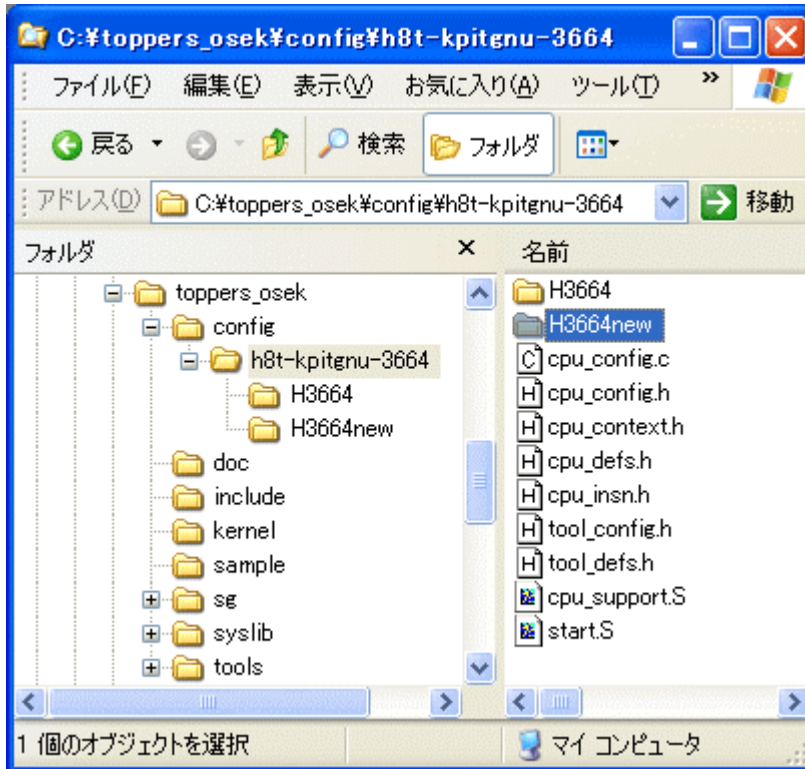 C:¥toppers_osek¥config¥h8t-kpitgnu-3664
ファイル(F) 編集(E) 表示(V) お気に入り(A) ツール(T) »
戻る 検索 フォルダ
アドレス(D) C:¥toppers_osek¥config¥h8t-kpitgnu-3664 移動
フォルダ × 名前
toppers_osek
config
h8t-kpitgnu-3664
H3664
H3664new
doc
include
kernel
sample
sg
syslib
tools
H3664
H3664new
cpu_config.c
cpu_config.h
cpu_context.h
cpu_defs.h
cpu_insn.h
tool_config.h
tool_defs.h
cpu_support.S
start.S
1 個のオブジェクトを選択 マイ コンピュータ